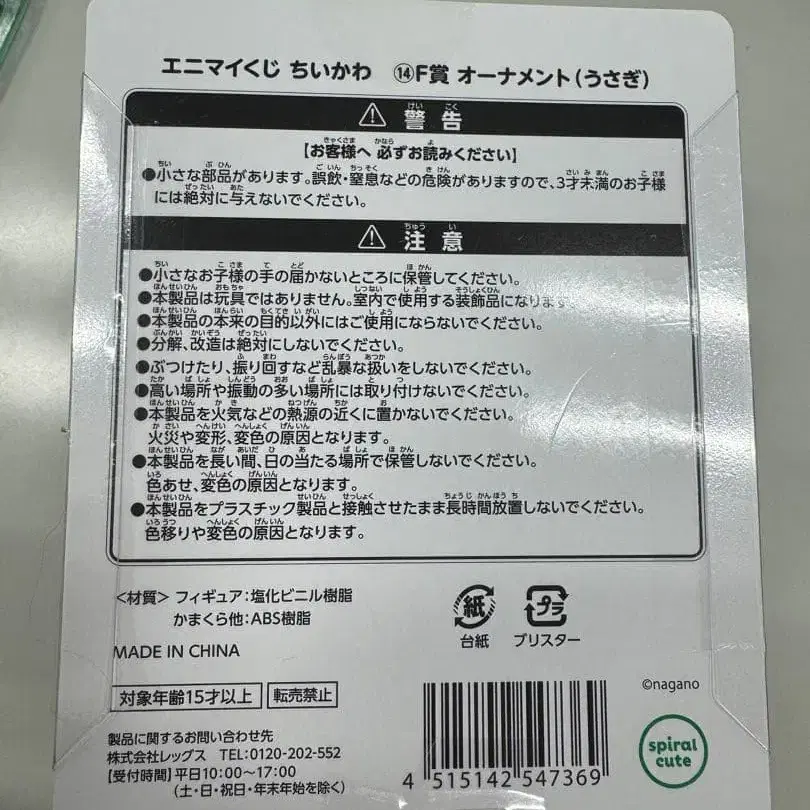 エニマイくじ ちいかわ ⑭F賞 オーナメント(うさぎ)
⚠ 警告
【お客様へ 必ずお読みください】
●小さな部品があります。誤飲・窒息などの危険がありますので、3才未満のお子様
には絶対に与えないでください。
⚠ 注意
●小さなお子様の手の届かないところに保管してください。
●本製品は玩具ではありません。室内で使用する装飾品になります。
●本製品の本来の目的以外にはご使用にならないでください。
●分解、改造は絶対にしないでください。
●ぶつけたり、振り回すなど乱暴な扱いをしないでください。
●高い場所や振動の多い場所には取り付けないでください。
●本製品を火気などの熱源の近くに置かないでください。
火災や変形、変色の原因となります。
●本製品を長い間、日の当たる場所で保管しないでください。
色あせ、変色の原因となります。
●本製品をプラスチック製品と接触させたまま長時間放置しないでください。
色移りや変色の原因となります。
<材質> フィギュア:塩化ビニル樹脂
かまくら他:ABS樹脂
紙 プラ
台紙 ブリスター
MADE IN CHINA
©nagano
対象年齢15才以上 転売禁止
製品に関するお問い合わせ先
株式会社レッグス TEL:0120-202-552
【受付時間】平日10:00〜17:00
(土・日・祝日・年末年始を除く)
4 515142 547369
spiral
cute